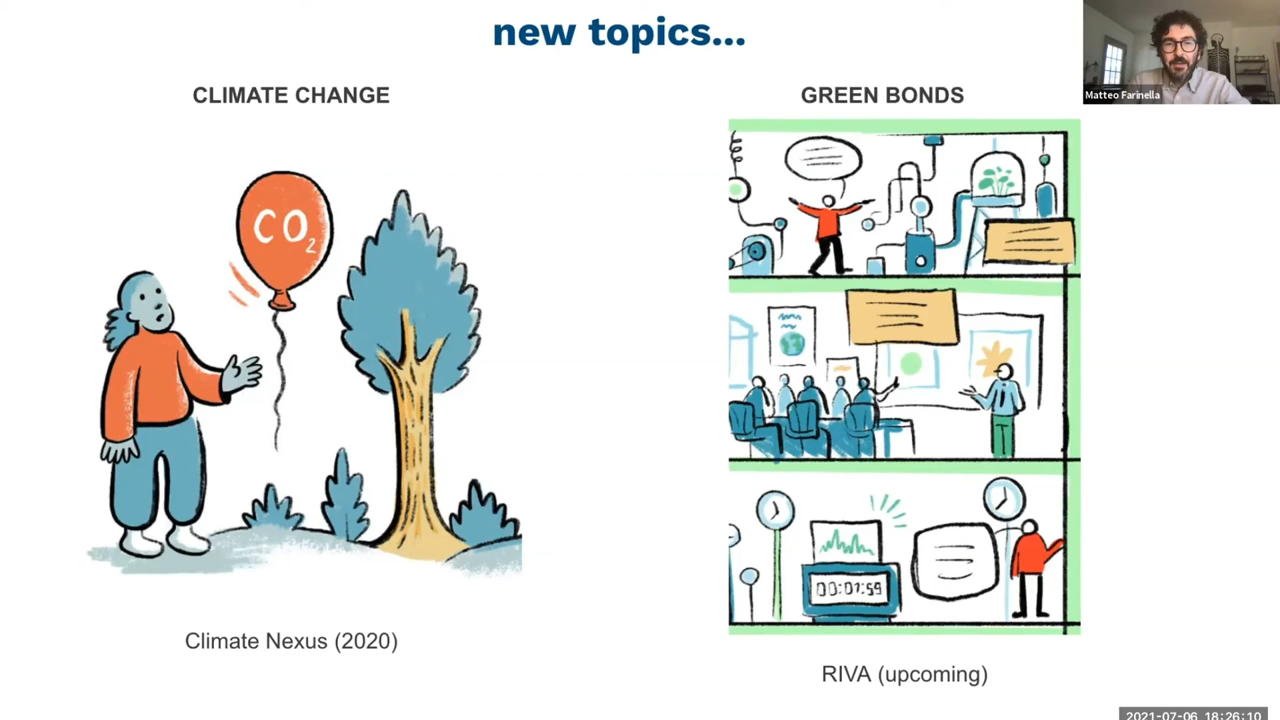 new topics...
Matteo Farinella
CLIMATE CHANGE
GREEN BONDS
CO2
00:01:59
Climate Nexus (2020)
RIVA (upcoming)
2021-07-06 18:26:10